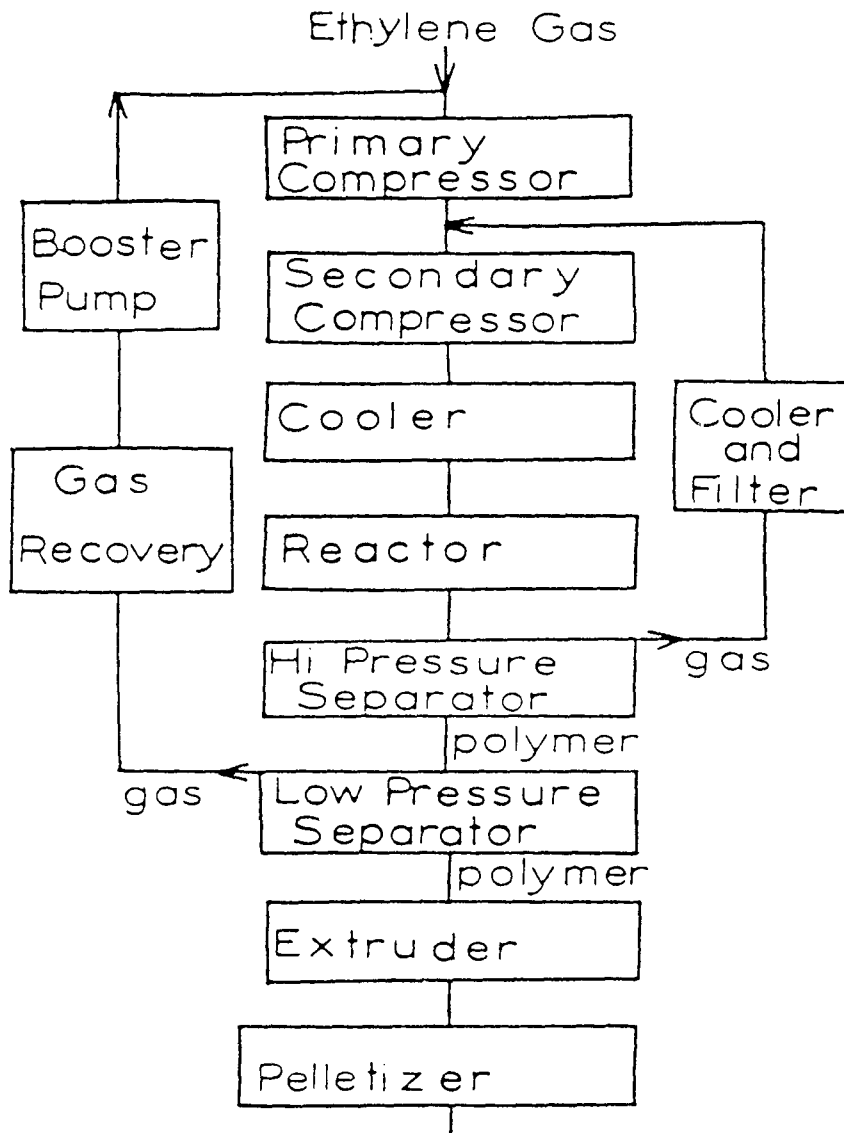 Ethylene Gas
Primary
Compressor
Booster
Pump
Secondary
Compressor
Cooler
Cooler
and
Filter
Gas
Recovery
Reactor
Hi Pressure
Separator
gas
polymer
gas
Low Pressure
Separator
polymer
Extruder
Pelletizer